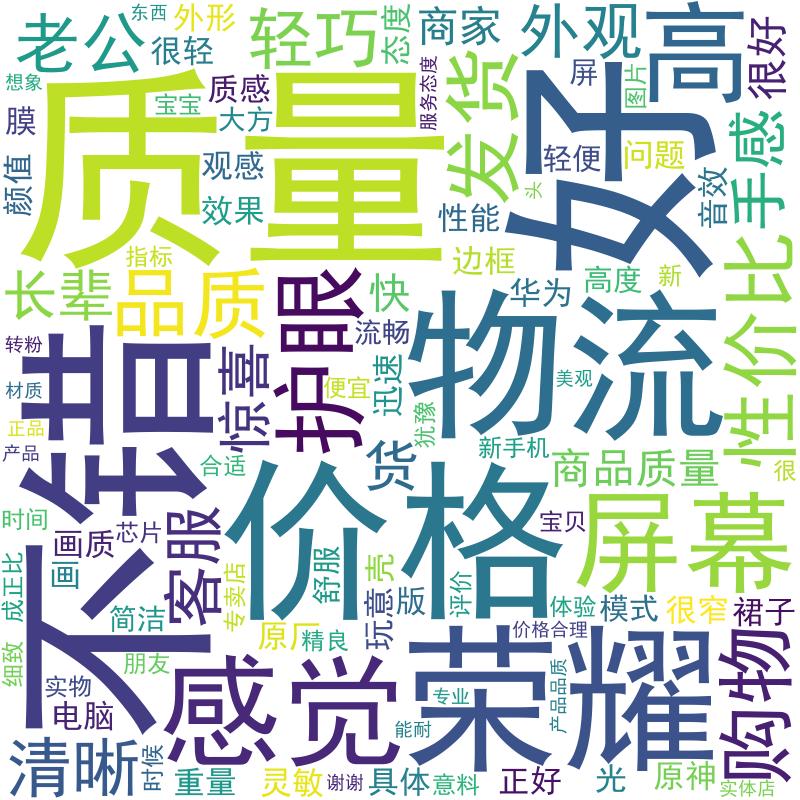 老公
东西
外形
很轻
轻巧
态度
商家
外观
高
很好
想象
膜
宝宝
质感
大方
服务态度
发货
屏
图片
质量
好
颜值
观感
效果
性能
轻便
问题
头
音效
手感
指标
边框
高度
新
长辈
品质
护眼
快
华为
物流
性价比
转粉
不错
惊喜
流畅
便宜
迅速
犹豫
美观
材质
正品
产品
合适
货
新手机
商品质量
很
时间
画质
芯片
客服
价格
宝贝
屏幕
成正比
画
专卖店
舒服
壳
简洁
原厂
精良
玩意
版
评价
体验
模式
很窄
裙子
细致
朋友
价格合理
实物
电脑
感觉
荣耀
专业
产品品质
购物
能耐
清晰
时候
重量
灵敏
谢谢
具体
意料
正好
光
原神
实体店